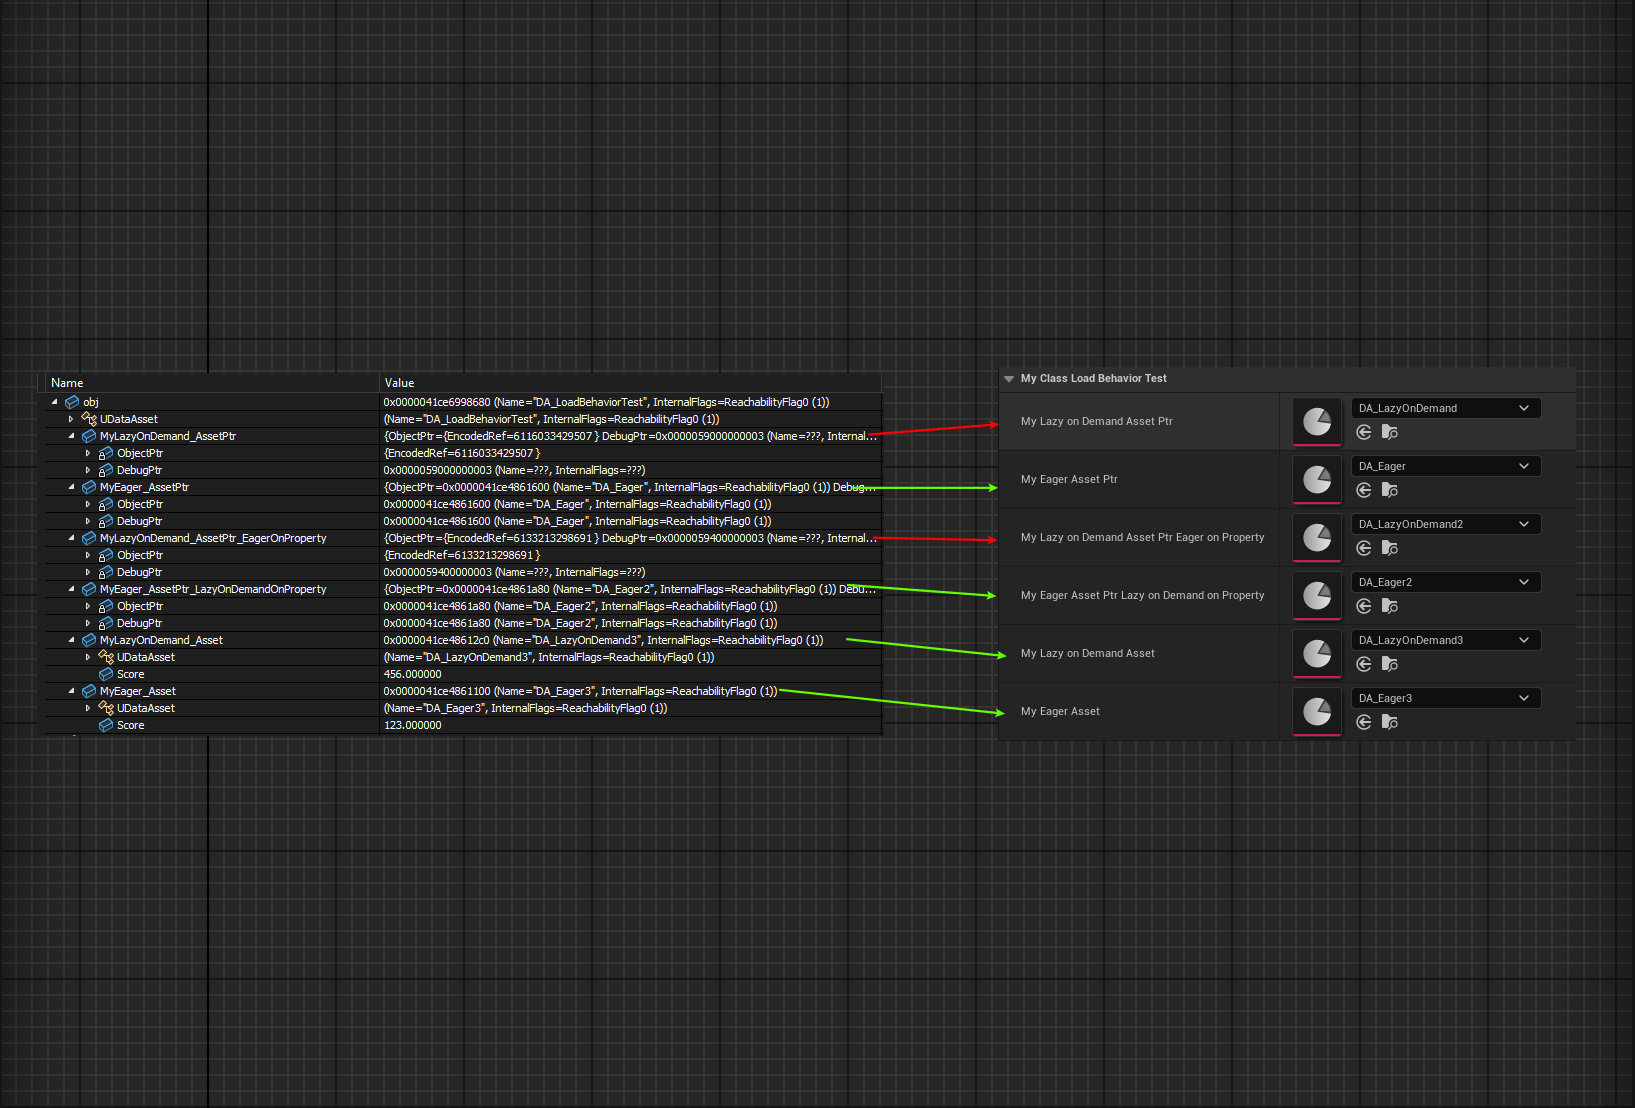 Name Value
obj 0x0000041ce6998680 (Name="DA_LoadBehaviorTest", InternalFlags=ReachabilityFlag0 (1))
UDataAsset (Name="DA_LoadBehaviorTest", InternalFlags=ReachabilityFlag0 (1))
MyLazyOnDemand_AssetPtr {ObjectPtr={EncodedRef=6116033429507 } DebugPtr=0x0000059000000003 (Name=???, Internal...
ObjectPtr {EncodedRef=6116033429507 }
DebugPtr 0x0000059000000003 (Name=???, InternalFlags=???)
MyEager_AssetPtr {ObjectPtr=0x0000041ce4861600 (Name="DA_Eager", InternalFlags=ReachabilityFlag0 (1)) Debug...
ObjectPtr 0x0000041ce4861600 (Name="DA_Eager", InternalFlags=ReachabilityFlag0 (1))
DebugPtr 0x0000041ce4861600 (Name="DA_Eager", InternalFlags=ReachabilityFlag0 (1))
MyLazyOnDemand_AssetPtr_EagerOnProperty {ObjectPtr={EncodedRef=6133213298691 } DebugPtr=0x0000059400000003 (Name=???, Internal...
ObjectPtr {EncodedRef=6133213298691 }
DebugPtr 0x0000059400000003 (Name=???, InternalFlags=???)
MyEager_AssetPtr_LazyOnDemandOnProperty {ObjectPtr=0x0000041ce4861a80 (Name="DA_Eager2", InternalFlags=ReachabilityFlag0 (1)) Debu...
ObjectPtr 0x0000041ce4861a80 (Name="DA_Eager2", InternalFlags=ReachabilityFlag0 (1))
DebugPtr 0x0000041ce4861a80 (Name="DA_Eager2", InternalFlags=ReachabilityFlag0 (1))
MyLazyOnDemand_Asset 0x0000041ce48612c0 (Name="DA_LazyOnDemand3", InternalFlags=ReachabilityFlag0 (1))
UDataAsset (Name="DA_LazyOnDemand3", InternalFlags=ReachabilityFlag0 (1))
Score 456.000000
MyEager_Asset 0x0000041ce4861100 (Name="DA_Eager3", InternalFlags=ReachabilityFlag0 (1))
UDataAsset (Name="DA_Eager3", InternalFlags=ReachabilityFlag0 (1))
Score 123.000000
My Class Load Behavior Test
My Lazy on Demand Asset Ptr DA_LazyOnDemand
My Eager Asset Ptr DA_Eager
My Lazy on Demand Asset Ptr Eager on Property DA_LazyOnDemand2
My Eager Asset Ptr Lazy on Demand on Property DA_Eager2
My Lazy on Demand Asset DA_LazyOnDemand3
My Eager Asset DA_Eager3